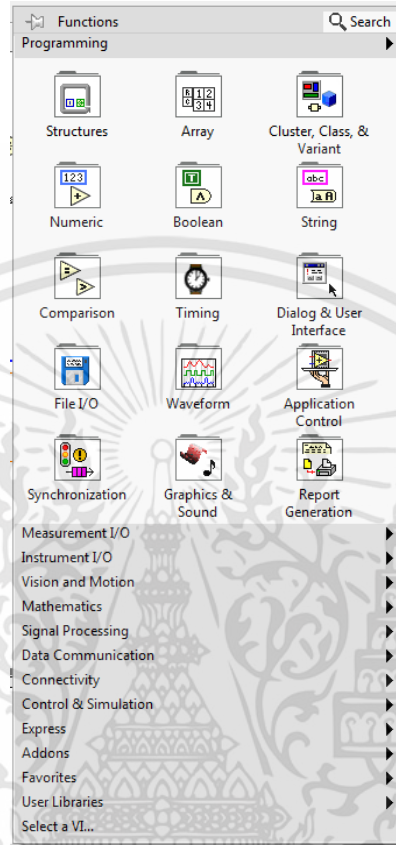 Functions
Search
Programming
Structures
Array
Cluster, Class, &
Variant
123
abc
Numeric
Boolean
String
Comparison
Timing
Dialog & User
Interface
File I/O
Waveform
Application
Control
Synchronization
Graphics &
Sound
Report
Generation
Measurement I/O
Instrument I/O
Vision and Motion
Mathematics
Signal Processing
Data Communication
Connectivity
Control & Simulation
Express
Addons
Favorites
User Libraries
Select a VI...